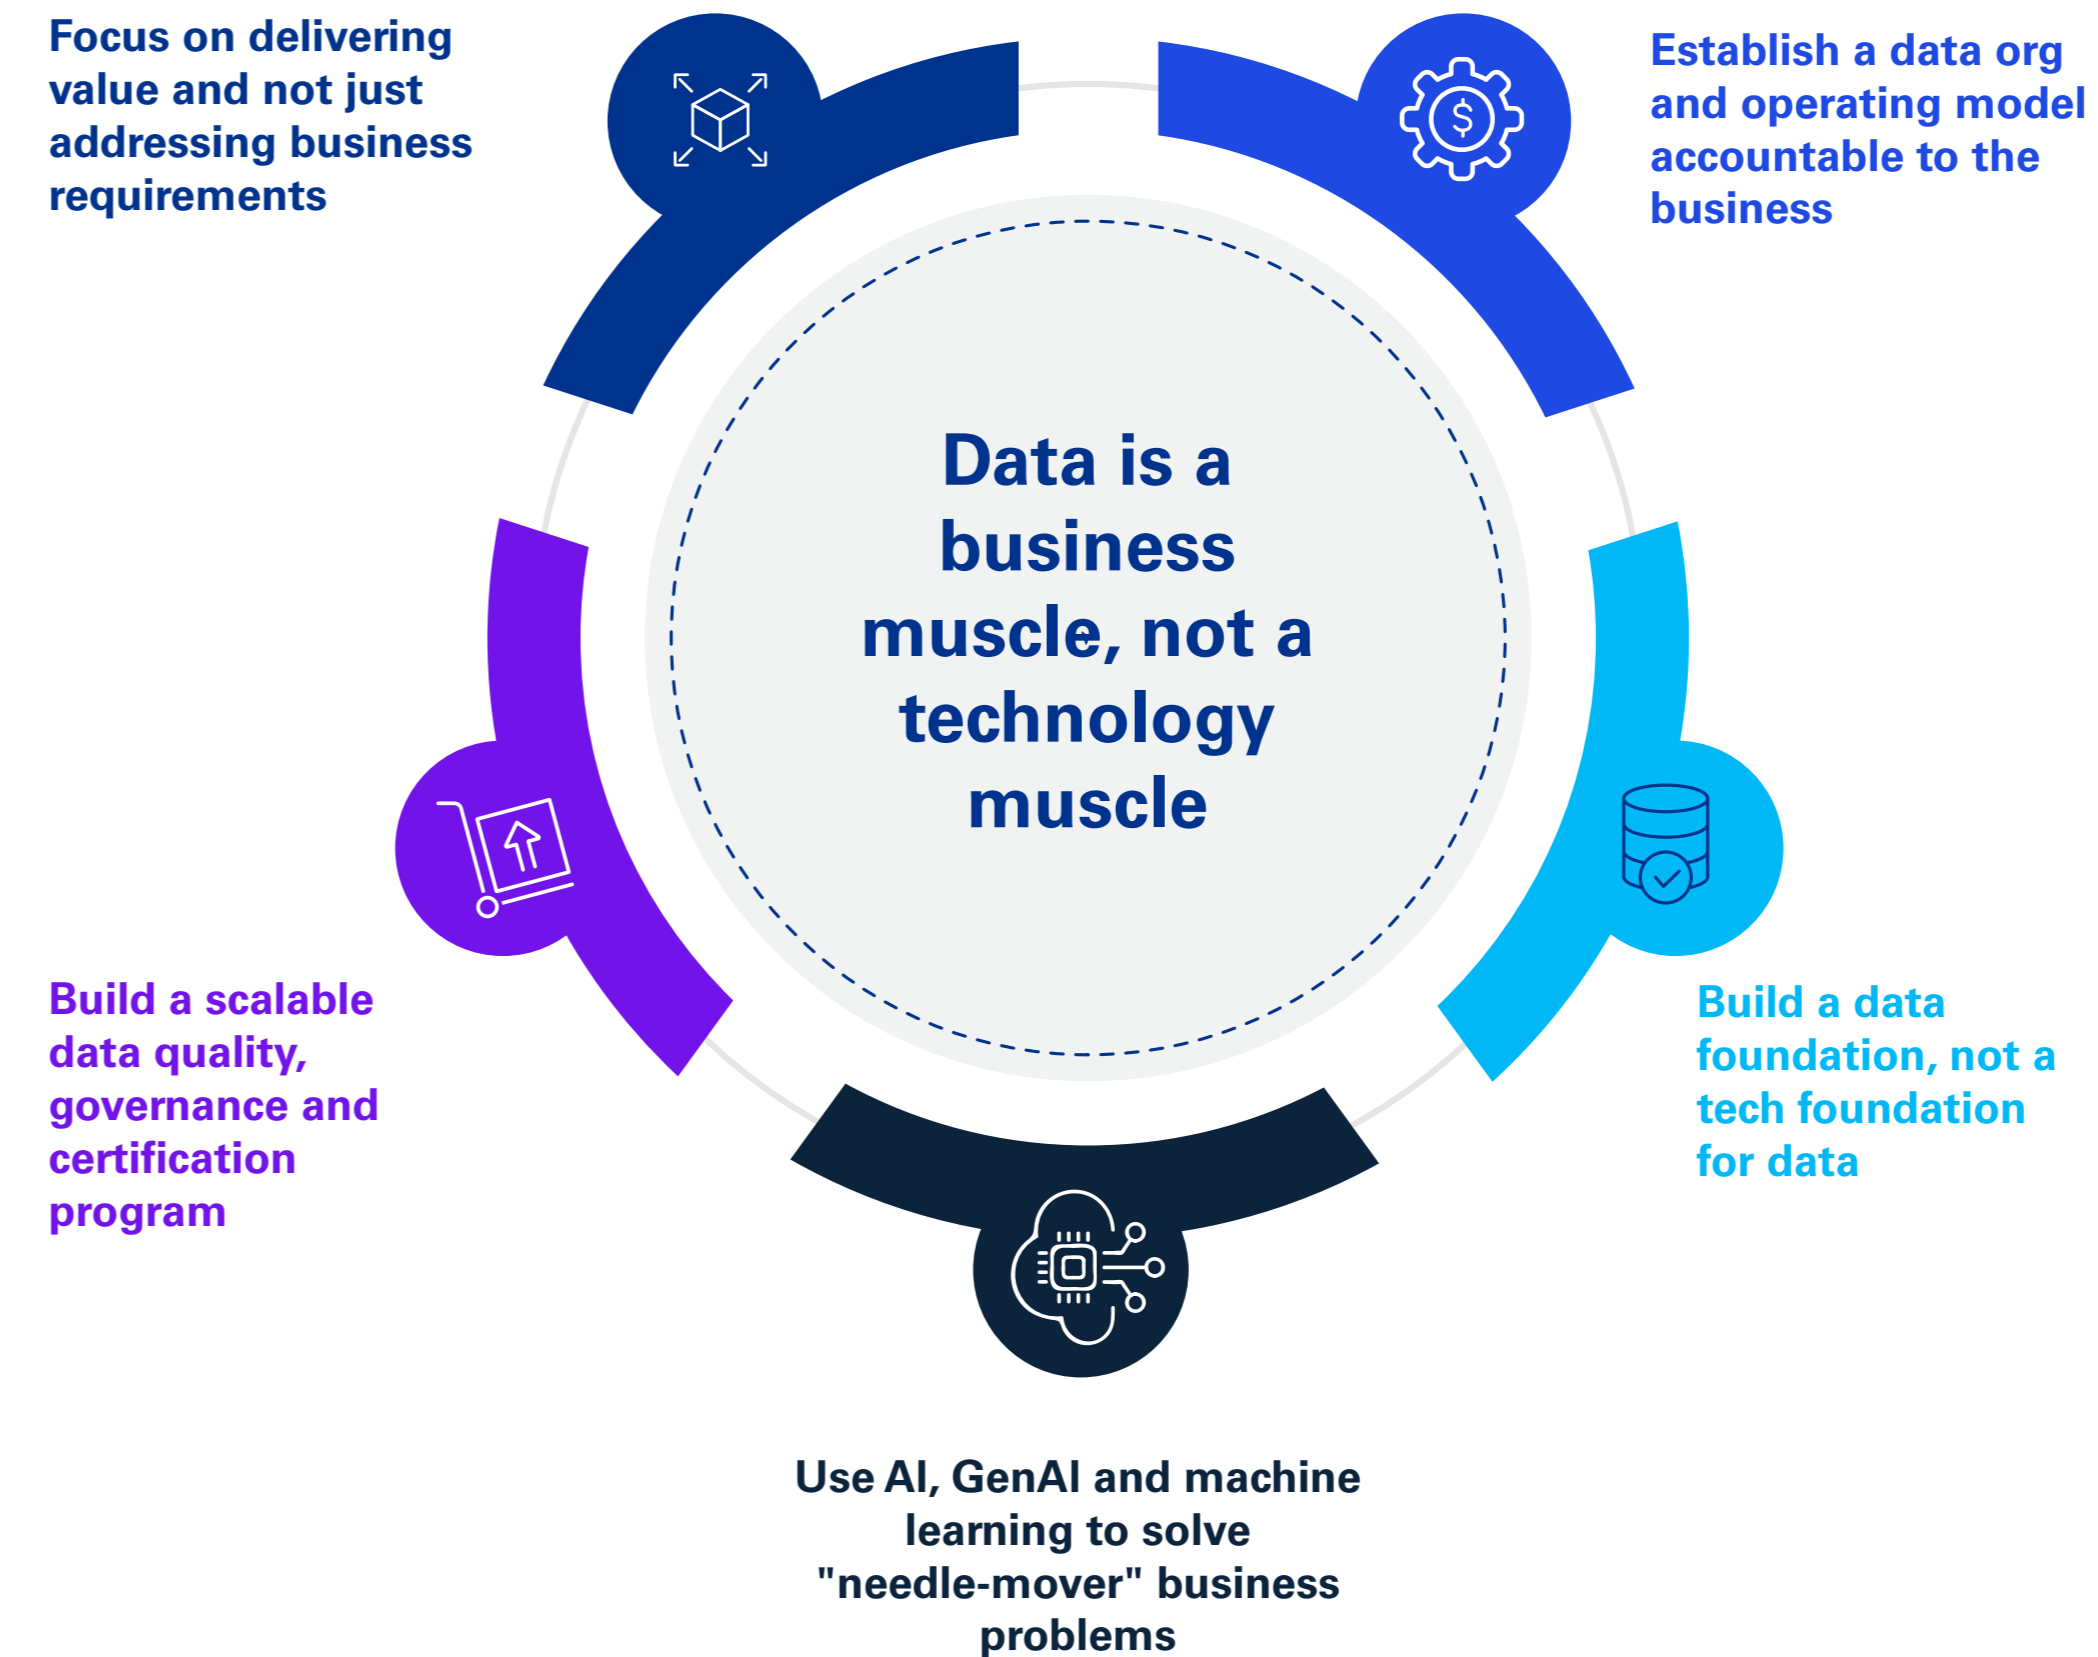 Focus on delivering
value and not just
addressing business
requirements
Establish a data org
and operating model
accountable to the
business
$
Data is a
business
muscle, not a
technology
muscle
Build a scalable
data quality,
governance and
certification
program
Build a data
foundation, not a
tech foundation
for data
Use AI, GenAI and machine
learning to solve
"needle-mover" business
problems